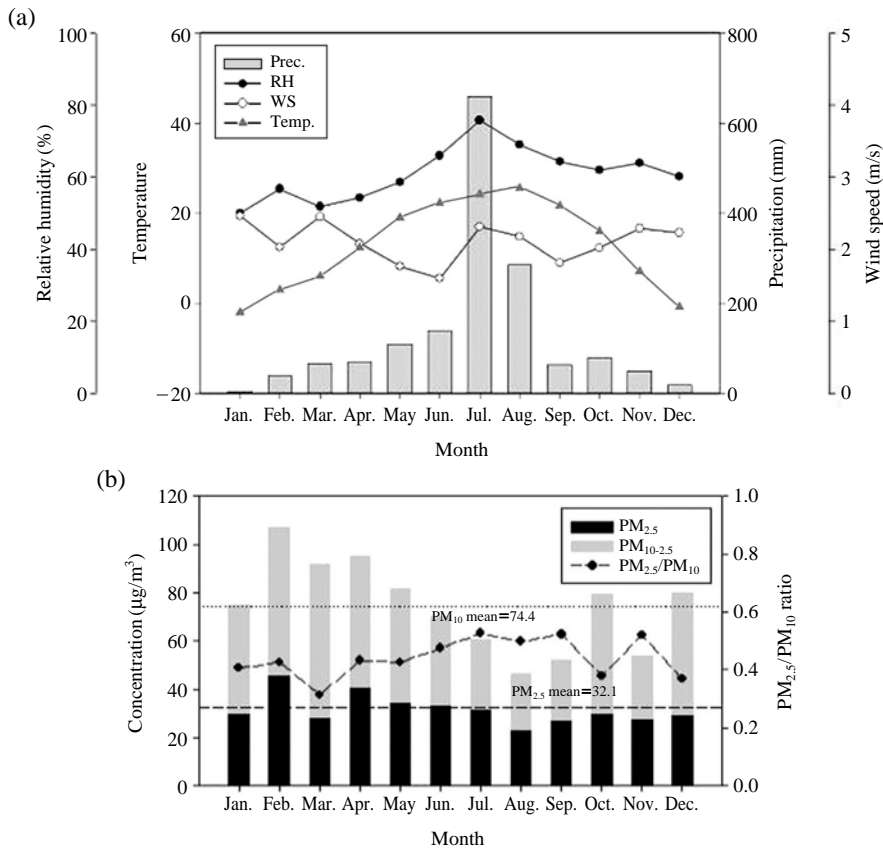 (a)
100
80
60
40
20
0
Relative humidity (%)
60
40
20
0
−20
Temperature
Prec.
RH
WS
Temp.
800
600
400
200
0
Precipitation (mm)
5
4
3
2
1
0
Wind speed (m/s)
Jan. Feb. Mar. Apr. May Jun. Jul. Aug. Sep. Oct. Nov. Dec.
Month
(b)
120
100
80
60
40
20
0
Concentration (μg/m³)
PM₂.₅
PM₁₀₋₂.₅
PM₂.₅/PM₁₀
PM₁₀ mean=74.4
PM₂.₅ mean=32.1
1.0
0.8
0.6
0.4
0.2
0.0
PM₂.₅/PM₁₀ ratio
Jan. Feb. Mar. Apr. May Jun. Jul. Aug. Sep. Oct. Nov. Dec.
Month